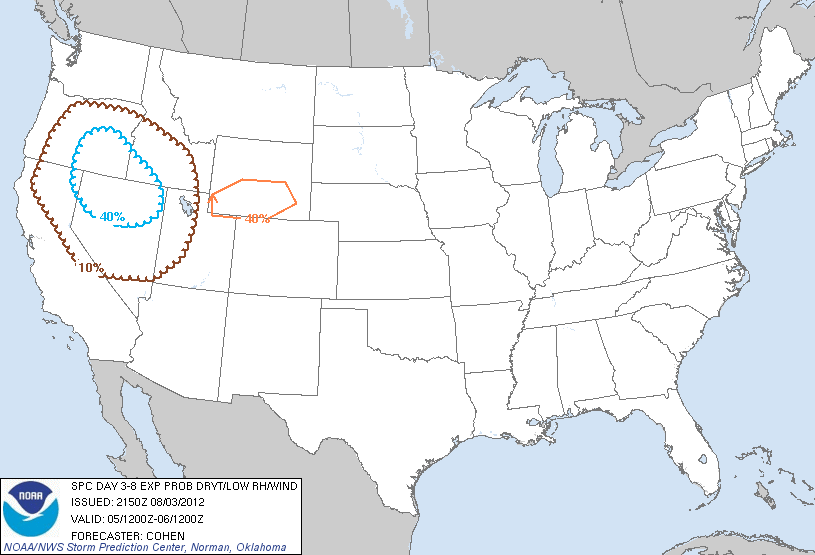 40%
40%
10%
SPC DAY 3-8 EXP PROB DRYT/LOW RH/WIND
ISSUED: 2150Z 08/03/2012
VALID: 05/1200Z-06/1200Z
FORECASTER: COHEN
NOAA
NOAA/NWS Storm Prediction Center, Norman, Oklahoma